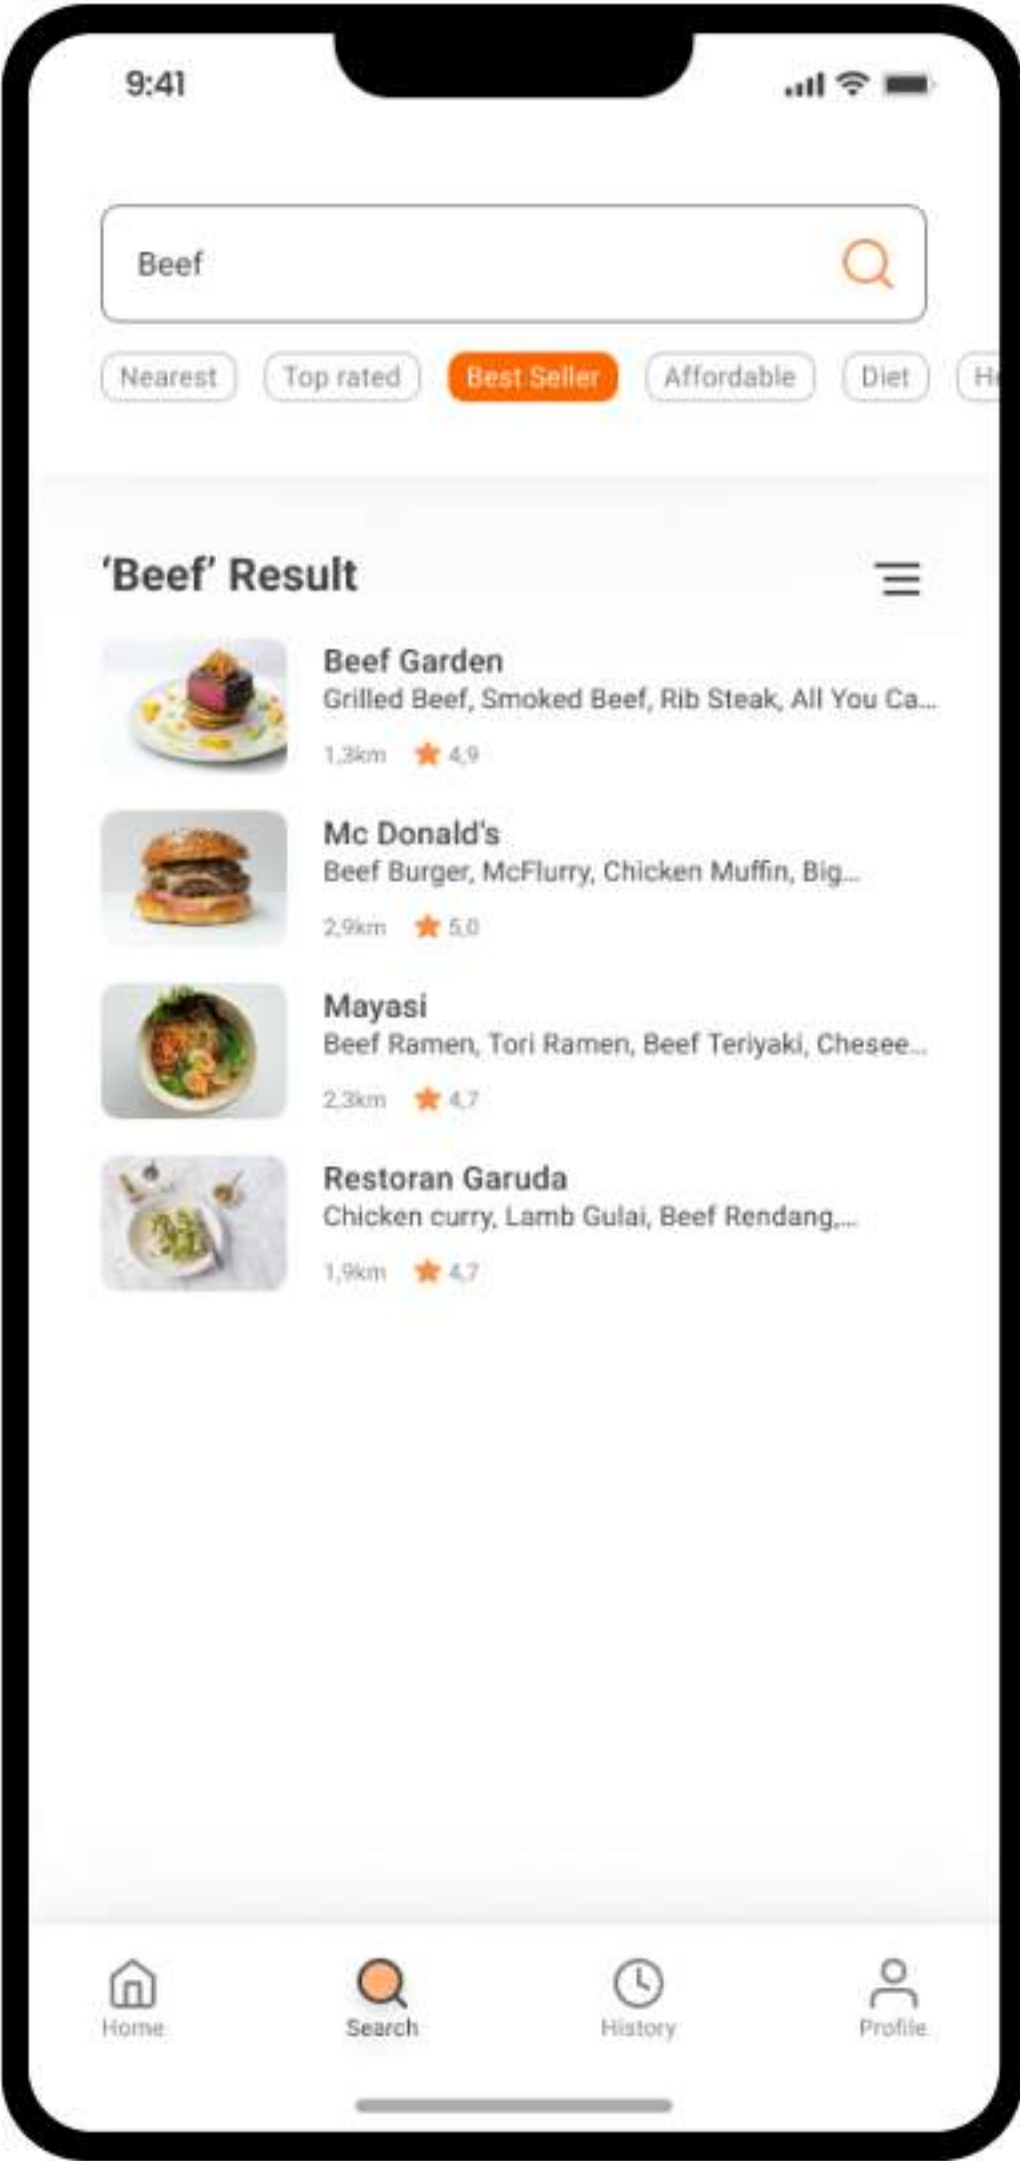 9:41
Beef
Nearest Top rated Best Seller Affordable Diet
‘Beef’ Result
Beef Garden
Grilled Beef, Smoked Beef, Rib Steak, All You Ca...
1,3km 4,9
Mc Donald's
Beef Burger, McFlurry, Chicken Muffin, Big...
2,9km 5,0
Mayasi
Beef Ramen, Tori Ramen, Beef Teriyaki, Chesee...
2,3km 4,7
Restoran Garuda
Chicken curry, Lamb Gulai, Beef Rendang,...
1,9km 4,7
Home Search History Profile